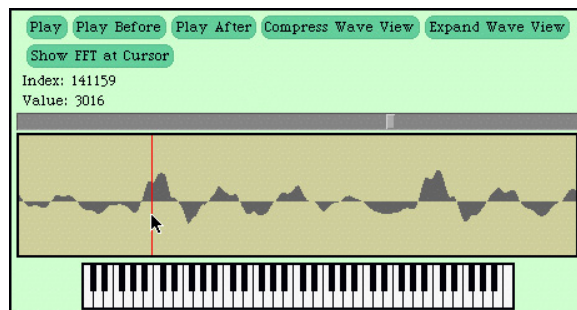 Play Play Before Play After Compress Wave View Expand Wave View
Show FFT at Cursor
Index: 141159
Value: 3016